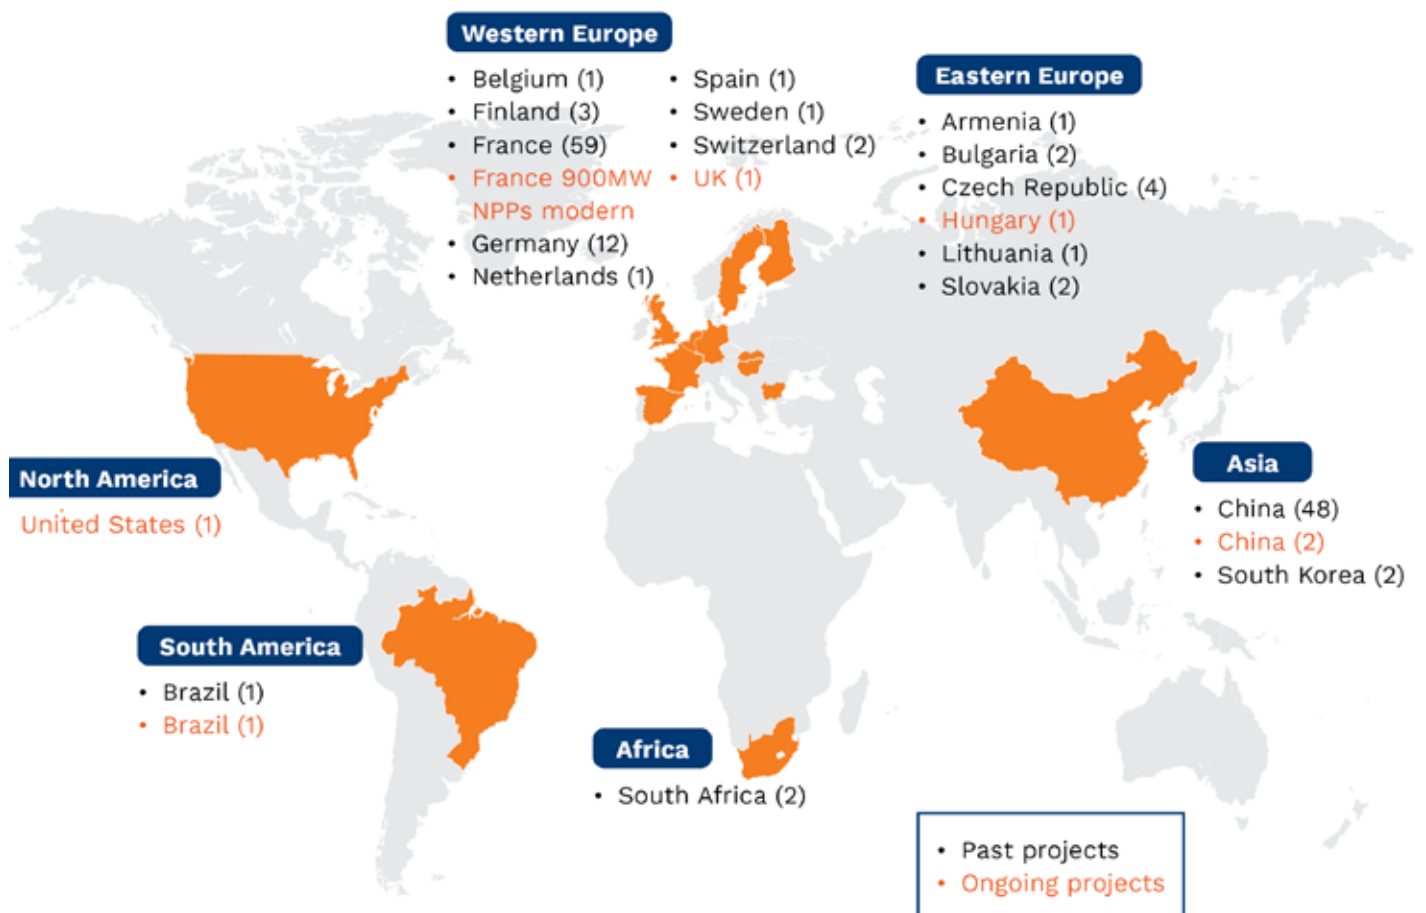 Western Europe
• Belgium (1)
• Finland (3)
• France (59)
• France 900MW
NPPs modern
• Germany (12)
• Netherlands (1)
• Spain (1)
• Sweden (1)
• Switzerland (2)
• UK (1)
Eastern Europe
• Armenia (1)
• Bulgaria (2)
• Czech Republic (4)
• Hungary (1)
• Lithuania (1)
• Slovakia (2)
North America
United States (1)
Asia
• China (48)
• China (2)
• South Korea (2)
South America
• Brazil (1)
• Brazil (1)
Africa
• South Africa (2)
• Past projects
• Ongoing projects